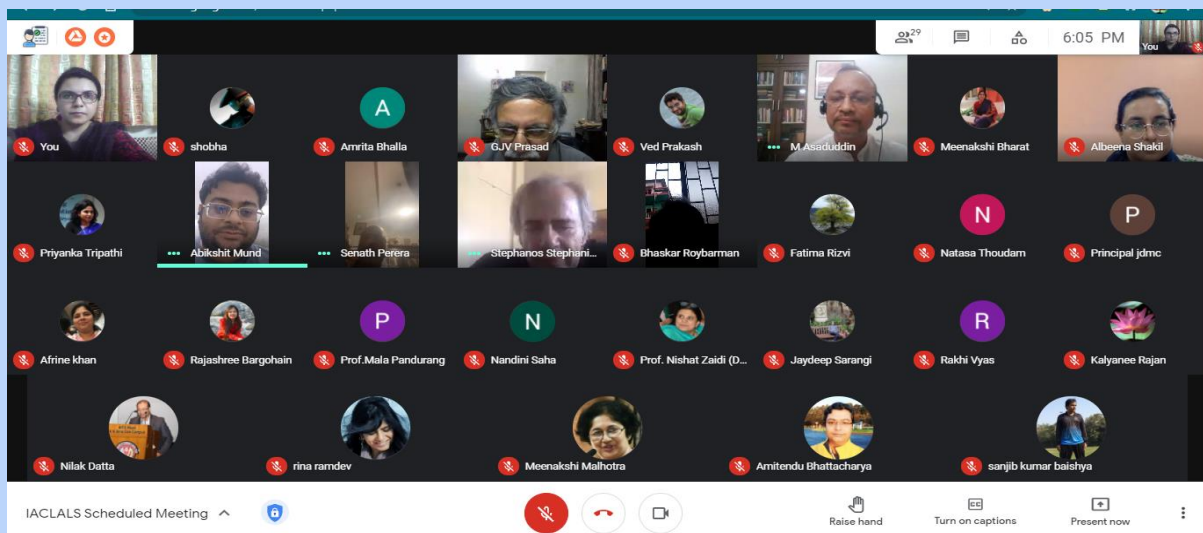 29
6:05 PM
You
You
shobha
A
Amrita Bhalla
GJV Prasad
Ved Prakash
M Asaduddin
Meenakshi Bharat
Albeena Shakil
Priyanka Tripathi
Abikshit Mund
Senath Perera
Stephanos Stephani...
Bhaskar Roybarman
Fatima Rizvi
N
Natasa Thoudam
P
Principal jdmc
Afrine khan
Rajashree Bargohain
P
Prof.Mala Pandurang
N
Nandini Saha
Prof. Nishat Zaidi (D...
Jaydeep Sarangi
R
Rakhi Vyas
Kalyanee Rajan
Nilak Datta
rina ramdev
Meenakshi Malhotra
Amitendu Bhattacharya
sanjib kumar baishya
IACLALS Scheduled Meeting
Raise hand
CC
Turn on captions
Present now